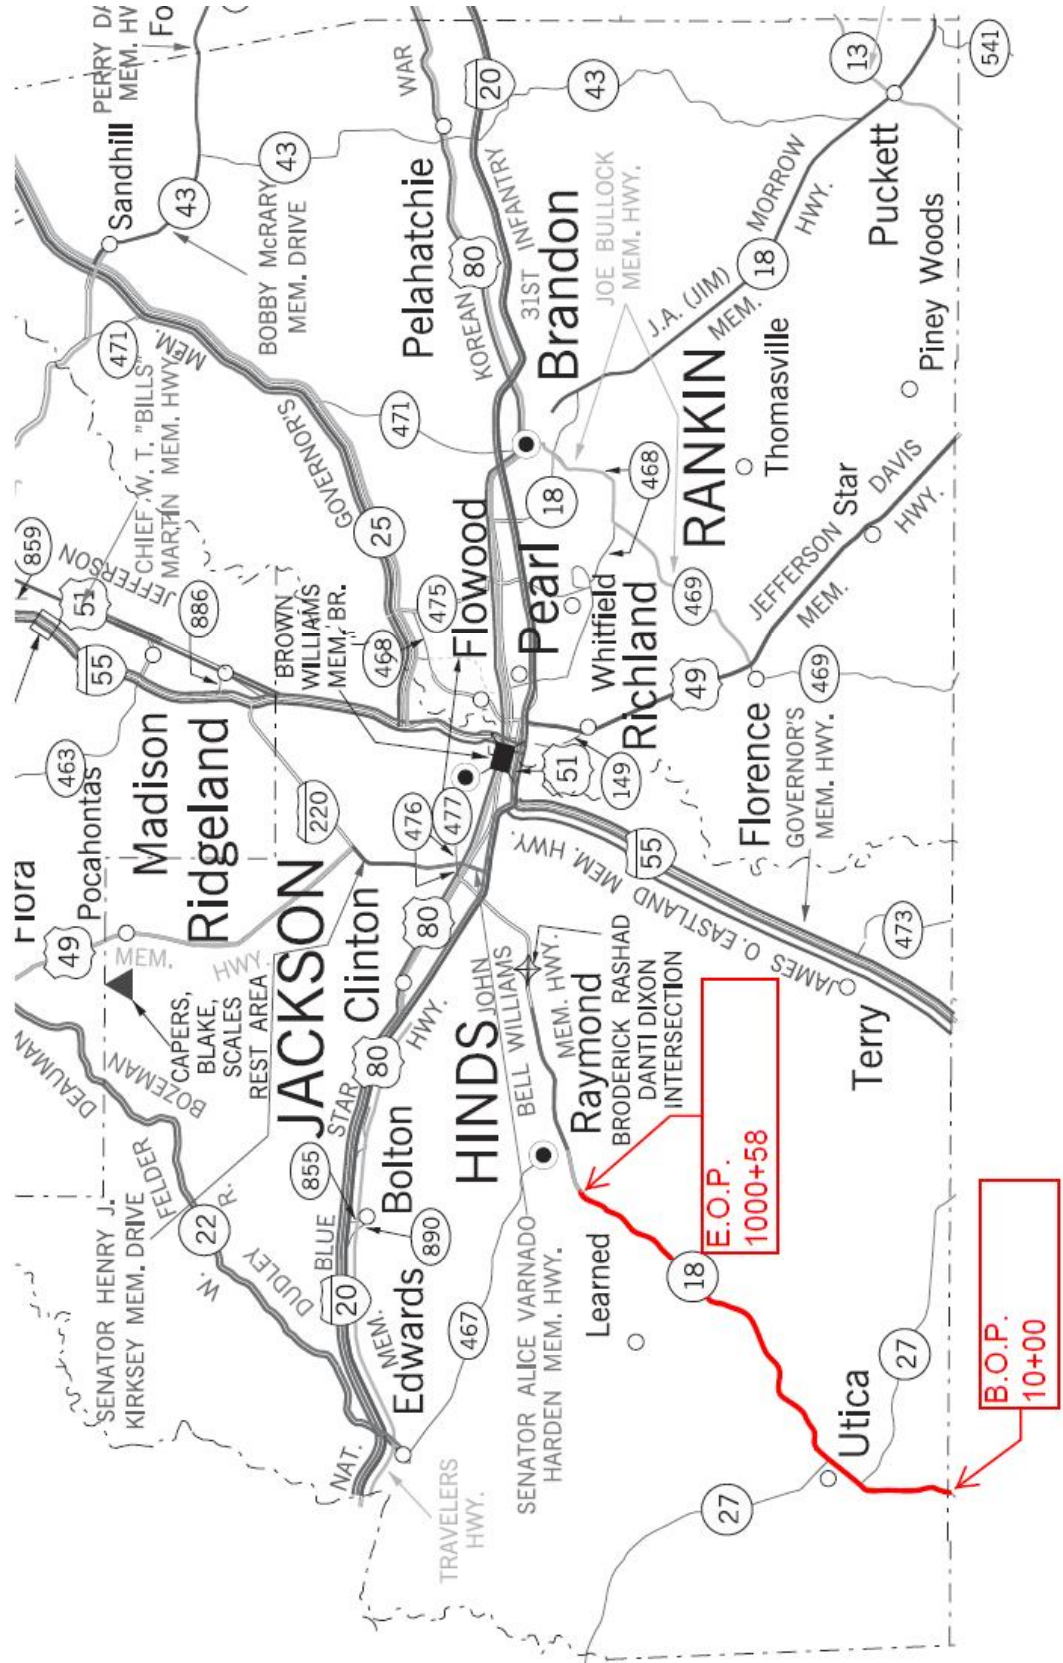 DEAUMAN
Flora
49
463
859
Pocahontas
MEM.
SENATOR HENRY J.
KIRKSEY MEM. DRIVE
W.
FELDER
R.
BOZEMAN
22
CAPERS,
BLAKE,
SCALES
REST AREA
HWY.
Madison
Ridgeland
55
51
JEFFERSON
886
CHIEF W. T. "BILLS"
MARTIN MEM. HWY.
471
Sandhill
PERRY DA
MEM. HV
Fo
43
BOBBY McRARY
MEM. DRIVE
43
MEM.
GOVERNOR'S
25
471
W.
DUDLEY
NAT.
BLUE
STAR
HWY.
20
MEM.
855
890
Edwards
Bolton
80
JACKSON
Clinton
80
220
476
477
BROWN
WILLIAMS
MEM. BR.
468
475
Flowood
Pearl
Brandon
Pelahatchie
KOREAN
WAR
80
31ST INFANTRY
20
43
TRAVELERS
HWY.
467
SENATOR ALICE VARNADO
HARDEN MEM. HWY.
HINDS
JOHN
BELL WILLIAMS
MEM. HWY.
Raymond
BRODERICK RASHAD
DANTI DIXON
INTERSECTION
JAMES O. EASTLAND MEM. HWY.
51
149
Whitfield
Richland
18
468
469
JOE BULLOCK
MEM. HWY.
RANKIN
J.A. (JIM)
MORROW
MEM.
HWY.
18
13
541
Learned
18
E.O.P.
1000+58
55
49
Florence
GOVERNOR'S
MEM. HWY.
469
JEFFERSON
DAVIS
MEM.
HWY.
Thomasville
Star
Puckett
Piney Woods
27
Utica
27
Terry
473
B.O.P.
10+00